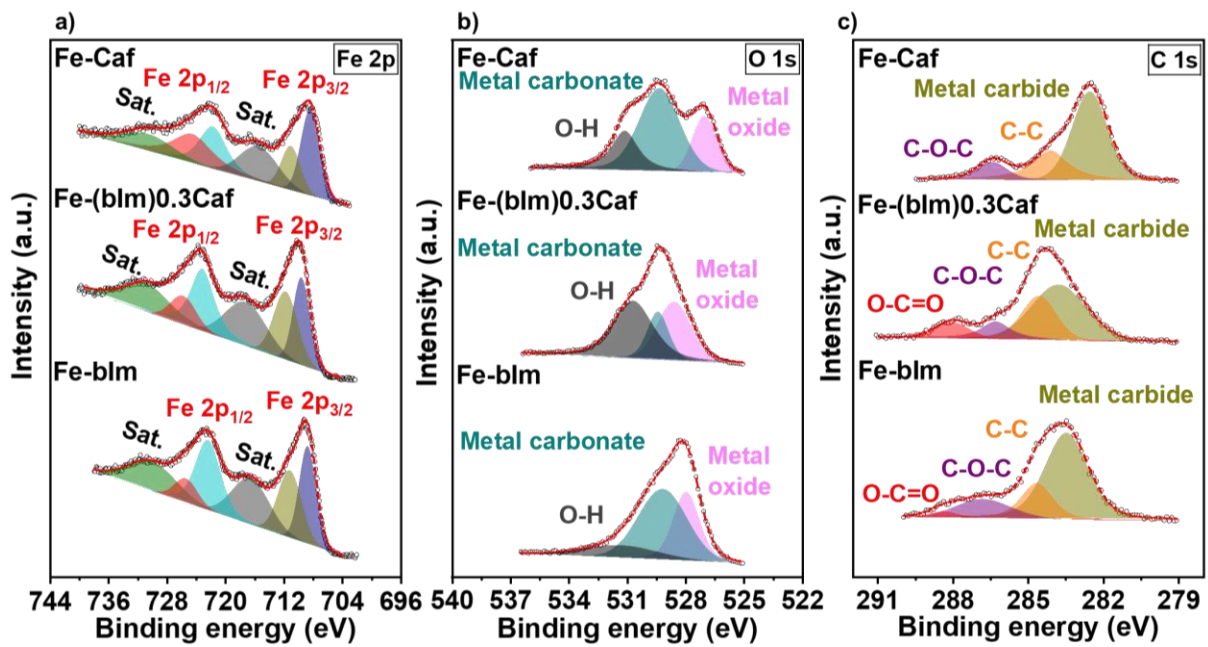 a)
Fe-Caf
Fe 2p
Fe 2p1/2
Fe 2p3/2
Sat.
Sat.
Fe-(bIm)0.3Caf
Fe 2p1/2
Fe 2p3/2
Sat.
Sat.
Fe-bIm
Fe 2p1/2
Fe 2p3/2
Sat.
Sat.
Intensity (a.u.)
744 736 728 720 712 704 696
Binding energy (eV)
b)
Fe-Caf
O 1s
Metal carbonate
Metal
oxide
O-H
Fe-(bIm)0.3Caf
Metal carbonate
Metal
oxide
O-H
Fe-bIm
Metal carbonate
Metal
oxide
O-H
Intensity (a.u.)
540 537 534 531 528 525 522
Binding energy (eV)
c)
Fe-Caf
C 1s
Metal carbide
C-C
C-O-C
Fe-(bIm)0.3Caf
Metal carbide
C-C
C-O-C
O-C=O
Fe-bIm
Metal carbide
C-C
C-O-C
O-C=O
Intensity (a.u.)
291 288 285 282 279
Binding energy (eV)